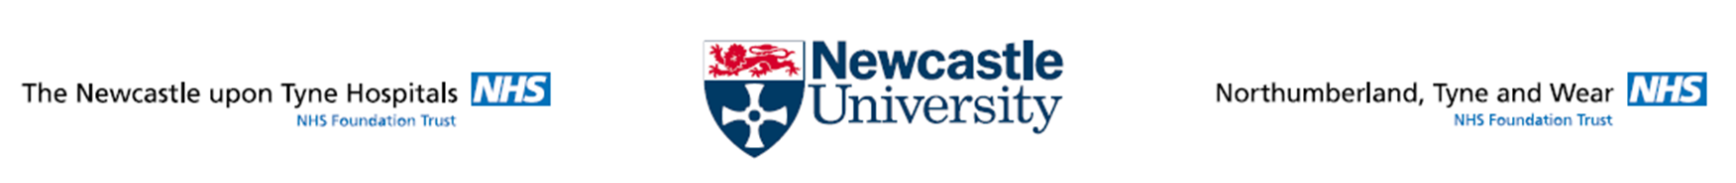 The Newcastle upon Tyne Hospitals NHS
NHS Foundation Trust
Newcastle
University
Northumberland, Tyne and Wear NHS
NHS Foundation Trust